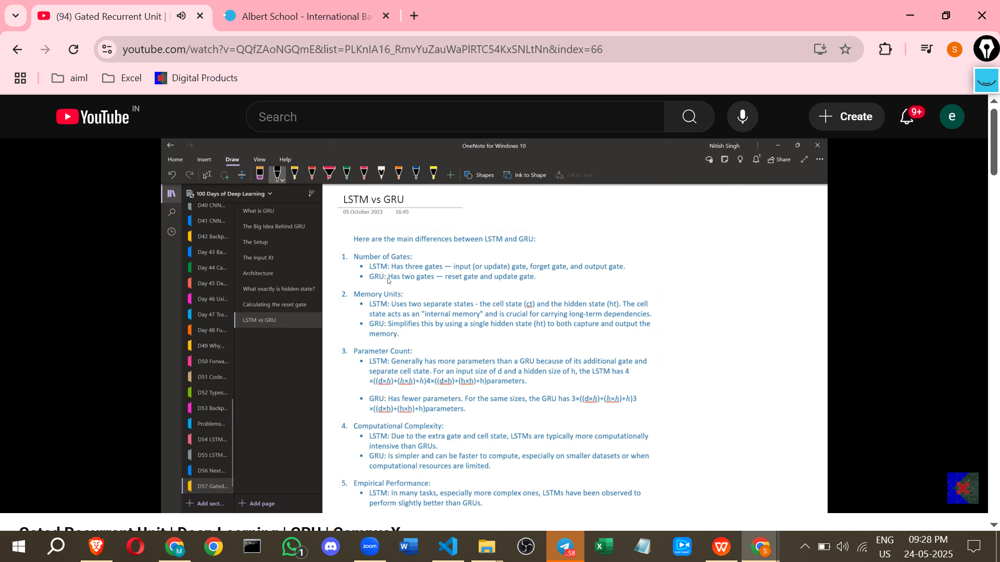 (94) Gated Recurrent Unit |
Albert School - International Ba
youtube.com/watch?v=QQfZAoNGQmE&list=PLKnIA16_RmvYuZauWaPlRTC54KxSNLtNn&index=66
S
aiml
Excel
Digital Products
YouTube IN
Search
Create
9+
e
OneNote for Windows 10
Nitish Singh
Home Insert Draw View Help
Share
Shapes
Ink to Shape
Ink to Text
100 Days of Deep Learning
D40 CNN...
D41 CNN...
D42 Backp...
Day 43 Ba...
Day 44 Ca...
Day 45 Da...
Day 46 Usi...
Day 47 Tra...
Day 48 Fu...
D49 Why...
D50 Forwa...
D51 Code...
D52 Types...
D53 Backp...
Problems...
D54 LSTM...
D55 LSTM...
D56 Next...
D57 Gated...
Add sect...
What is GRU
The Big Idea Behind GRU
The Setup
The Input Xt
Architecture
What exactly is hidden state?
Calculating the reset gate
LSTM vs GRU
Add page
LSTM vs GRU
05 October 2023 16:45
Here are the main differences between LSTM and GRU:
1. Number of Gates:
• LSTM: Has three gates — input (or update) gate, forget gate, and output gate.
• GRU: Has two gates — reset gate and update gate.
2. Memory Units:
• LSTM: Uses two separate states - the cell state (ct) and the hidden state (ht). The cell
state acts as an "internal memory" and is crucial for carrying long-term dependencies.
• GRU: Simplifies this by using a single hidden state (ht) to both capture and output the
memory.
3. Parameter Count:
• LSTM: Generally has more parameters than a GRU because of its additional gate and
separate cell state. For an input size of d and a hidden size of h, the LSTM has 4
×((d×h)+(h×h)+h)4×((d×h)+(h×h)+h)parameters.
• GRU: Has fewer parameters. For the same sizes, the GRU has 3×((d×h)+(h×h)+h)3
×((d×h)+(h×h)+h)parameters.
4. Computational Complexity:
• LSTM: Due to the extra gate and cell state, LSTMs are typically more computationally
intensive than GRUs.
• GRU: Is simpler and can be faster to compute, especially on smaller datasets or when
computational resources are limited.
5. Empirical Performance:
• LSTM: In many tasks, especially more complex ones, LSTMs have been observed to
perform slightly better than GRUs.
Gated Recurrent Unit | Deep Learning | GRU | CampusX
M
1
zoom
..58
S
ENG
US
09:28 PM
24-05-2025